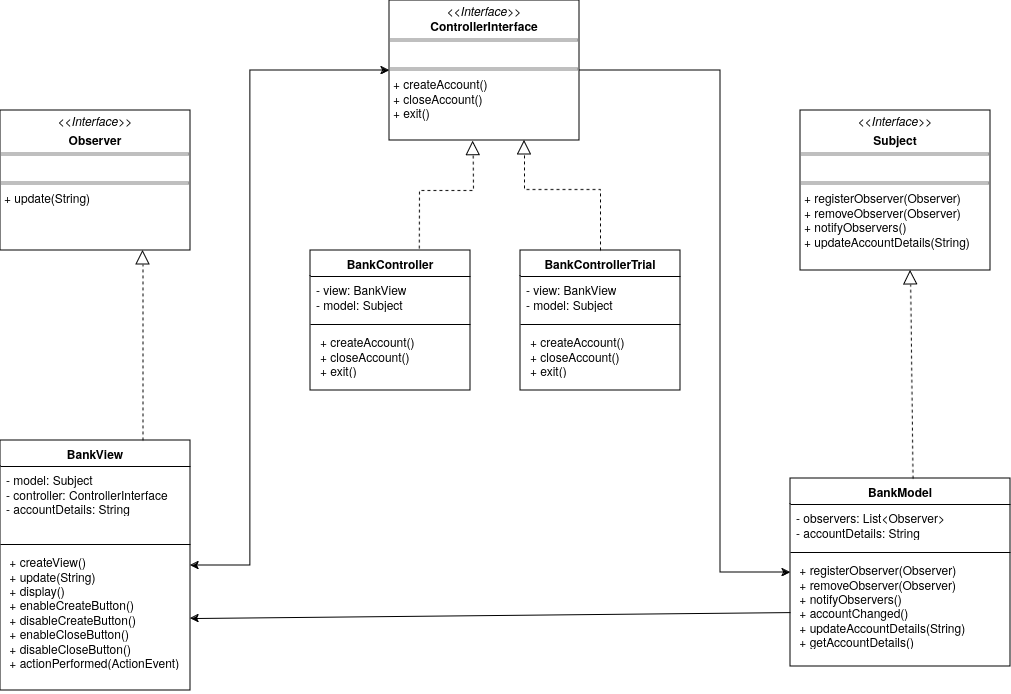 <<Interface>>
ControllerInterface
+ createAccount()
+ closeAccount()
+ exit()
<<Interface>>
Observer
+ update(String)
<<Interface>>
Subject
+ registerObserver(Observer)
+ removeObserver(Observer)
+ notifyObservers()
+ updateAccountDetails(String)
BankController
- view: BankView
- model: Subject
+ createAccount()
+ closeAccount()
+ exit()
BankControllerTrial
- view: BankView
- model: Subject
+ createAccount()
+ closeAccount()
+ exit()
BankView
- model: Subject
- controller: ControllerInterface
- accountDetails: String
+ createView()
+ update(String)
+ display()
+ enableCreateButton()
+ disableCreateButton()
+ enableCloseButton()
+ disableCloseButton()
+ actionPerformed(ActionEvent)
BankModel
- observers: List<Observer>
- accountDetails: String
+ registerObserver(Observer)
+ removeObserver(Observer)
+ notifyObservers()
+ accountChanged()
+ updateAccountDetails(String)
+ getAccountDetails()